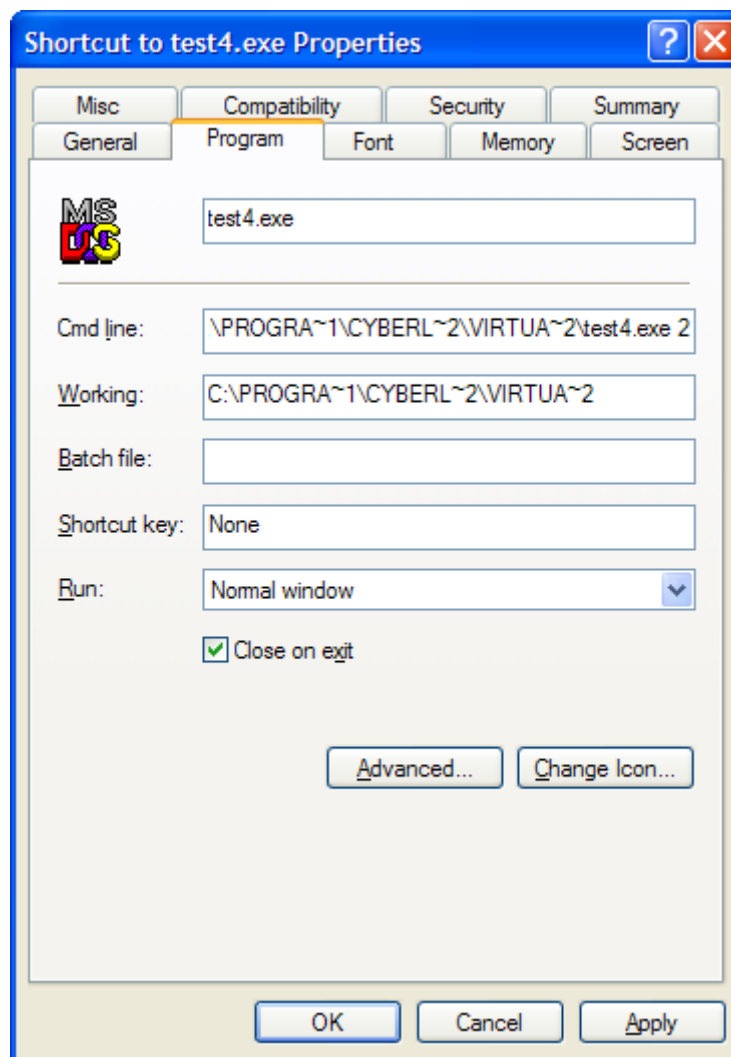 Shortcut to test4.exe Properties
Misc Compatibility Security Summary
General Program Font Memory Screen
MS
DOS
test4.exe
Cmd line: \PROGRA~1\CYBERL~2\VIRTUA~2\test4.exe 2
Working: C:\PROGRA~1\CYBERL~2\VIRTUA~2
Batch file:
Shortcut key: None
Run: Normal window
Close on exit
Advanced... Change Icon...
OK Cancel Apply